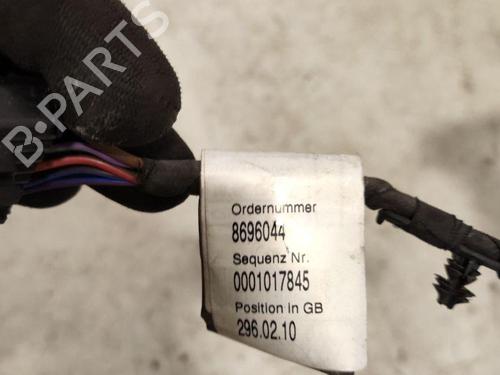 B-PARTS
Ordernummer
8696044
Sequenz Nr.
0001017845
Position in GB
296.02.10